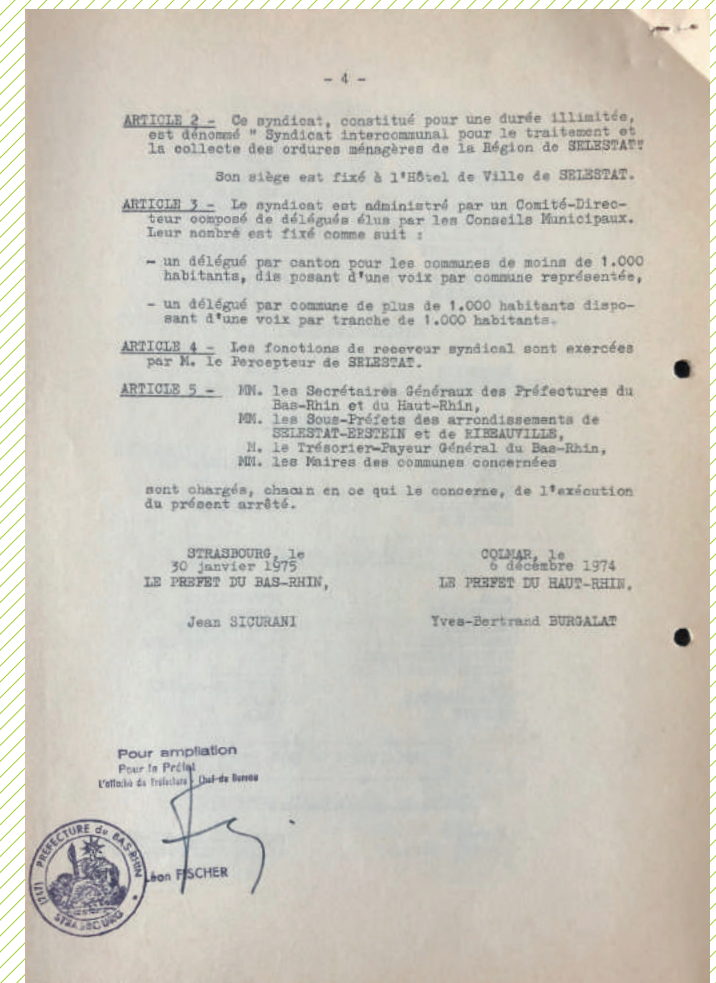 - 4 -
ARTICLE 2 - Ce syndicat, constitué pour une durée illimitée,
est dénommé " Syndicat intercommunal pour le traitement et
la collecte des ordures ménagères de la Région de SELESTAT"
Son siège est fixé à l'Hôtel de Ville de SELESTAT.
ARTICLE 3 - Le syndicat est administré par un Comité-Direc-
teur composé de délégués élus par les Conseils Municipaux.
Leur nombre est fixé comme suit :
- un délégué par canton pour les communes de moins de 1.000
habitants, dis posant d'une voix par commune représentée,
- un délégué par commune de plus de 1.000 habitants dispo-
sant d'une voix par tranche de 1.000 habitants.
ARTICLE 4 - Les fonctions de receveur syndical sont exercées
par M. le Percepteur de SELESTAT.
ARTICLE 5 - MM. les Secrétaires Généraux des Préfectures du
Bas-Rhin et du Haut-Rhin,
MM. les Sous-Préfets des arrondissements de
SELESTAT-ERSTEIN et de RIBEAUVILLE,
M. le Trésorier-Payeur Général du Bas-Rhin,
MM. les Maires des communes concernées
sont chargés, chacun en ce qui le concerne, de l'exécution
du présent arrêté.
STRASBOURG, le
30 janvier 1975
LE PREFET DU BAS-RHIN,
Jean SICURANI
COLMAR, le
6 décembre 1974
LE PREFET DU HAUT-RHIN,
Yves-Bertrand BURGALAT
Pour ampliation
Pour le Préfet
L'attaché de Préfecture - Chef de Bureau
Léon FISCHER
PREFECTURE du BAS-RHIN
STRASBOURG